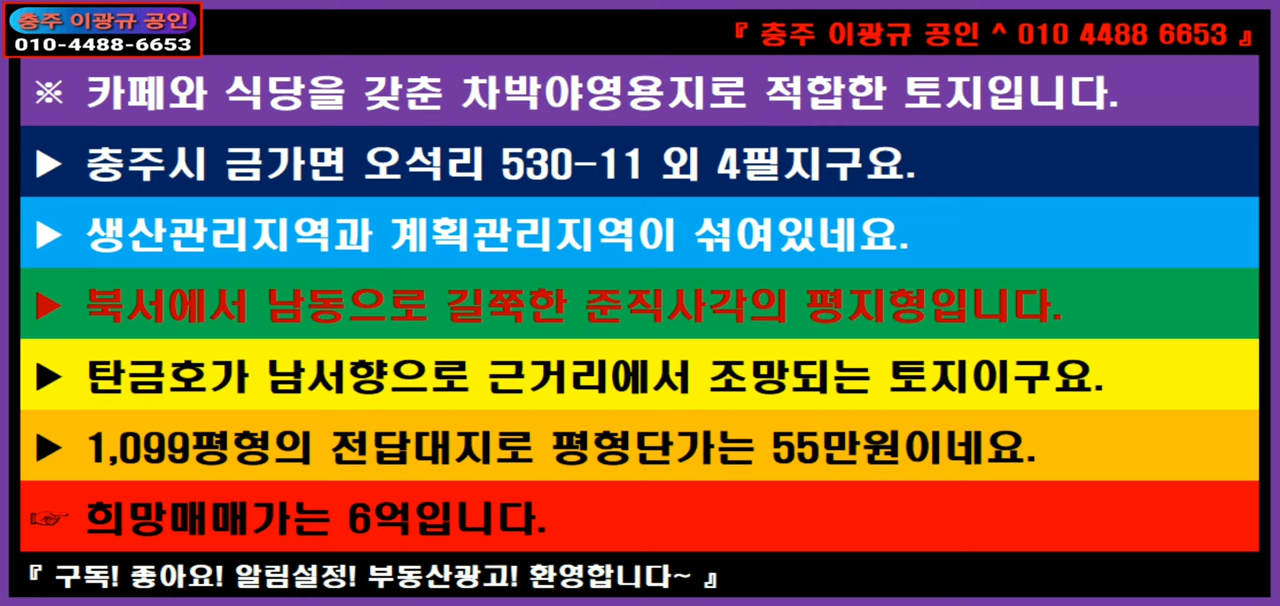 충주 이광규 공인
010-4488-6653
『 충주 이광규 공인 ^ 010 4488 6653 』
※ 카페와 식당을 갖춘 차박야영용지로 적합한 토지입니다.
▶ 충주시 금가면 오석리 530-11 외 4필지구요.
▶ 생산관리지역과 계획관리지역이 섞여있네요.
▶ 북서에서 남동으로 길쭉한 준직사각의 평지형입니다.
▶ 탄금호가 남서향으로 근거리에서 조망되는 토지이구요.
▶ 1,099평형의 전답대지로 평형단가는 55만원이네요.
☞ 희망매매가는 6억입니다.
『 구독! 좋아요! 알림설정! 부동산광고! 환영합니다~ 』